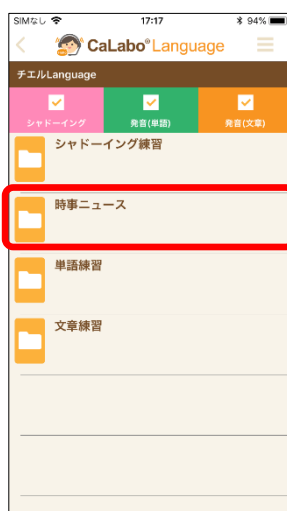 SIMなし 17:17 94%
CaLabo® Language
チエルLanguage
シャドーイング 発音(単語) 発音(文章)
シャドーイング練習
時事ニュース
単語練習
文章練習